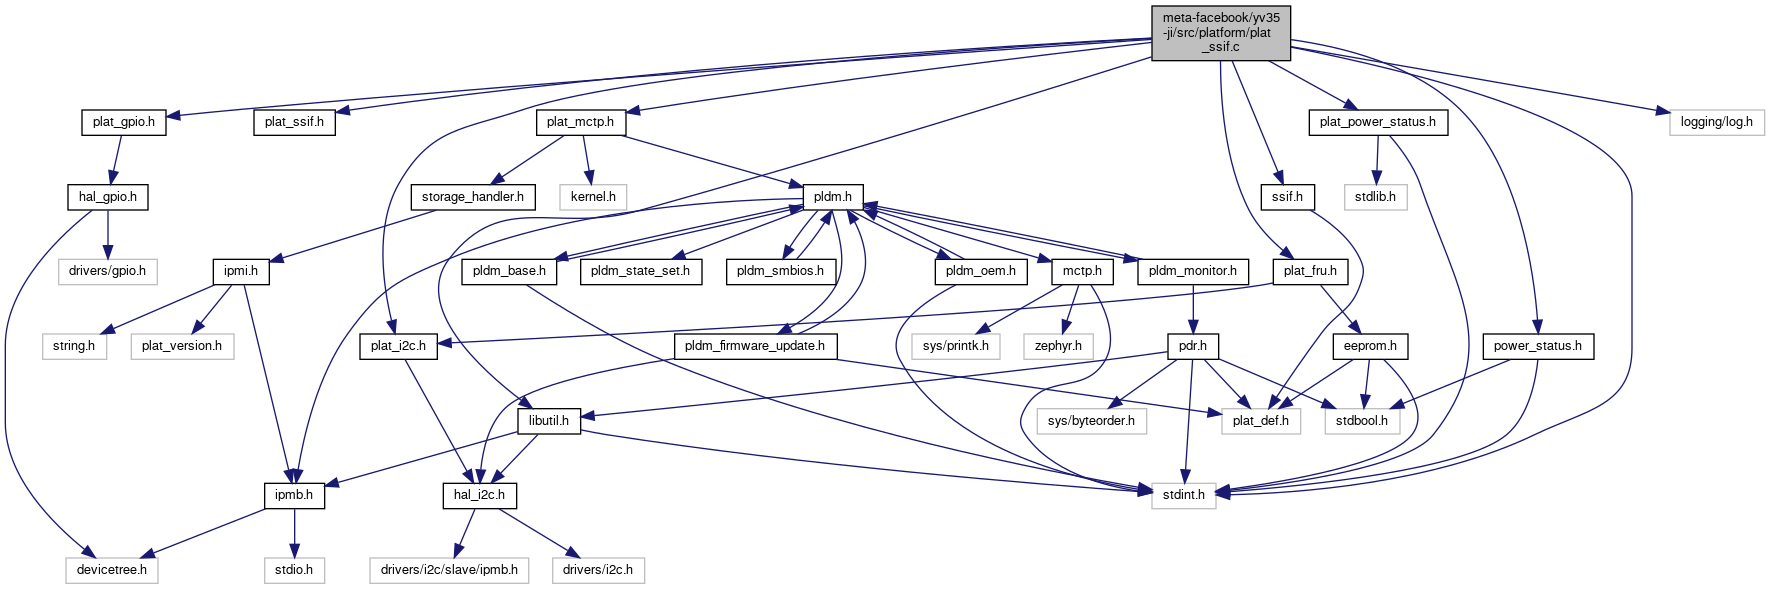 meta-facebook/yv35
-ji/src/platform/plat
_ssif.c
plat_gpio.h
plat_ssif.h
plat_mctp.h
plat_power_status.h
logging/log.h
hal_gpio.h
storage_handler.h
kernel.h
pldm.h
ssif.h
stdlib.h
drivers/gpio.h
ipmi.h
pldm_base.h
pldm_state_set.h
pldm_smbios.h
pldm_oem.h
mctp.h
pldm_monitor.h
plat_fru.h
string.h
plat_version.h
plat_i2c.h
pldm_firmware_update.h
sys/printk.h
zephyr.h
pdr.h
eeprom.h
power_status.h
libutil.h
sys/byteorder.h
plat_def.h
stdbool.h
ipmb.h
hal_i2c.h
stdint.h
devicetree.h
stdio.h
drivers/i2c/slave/ipmb.h
drivers/i2c.h